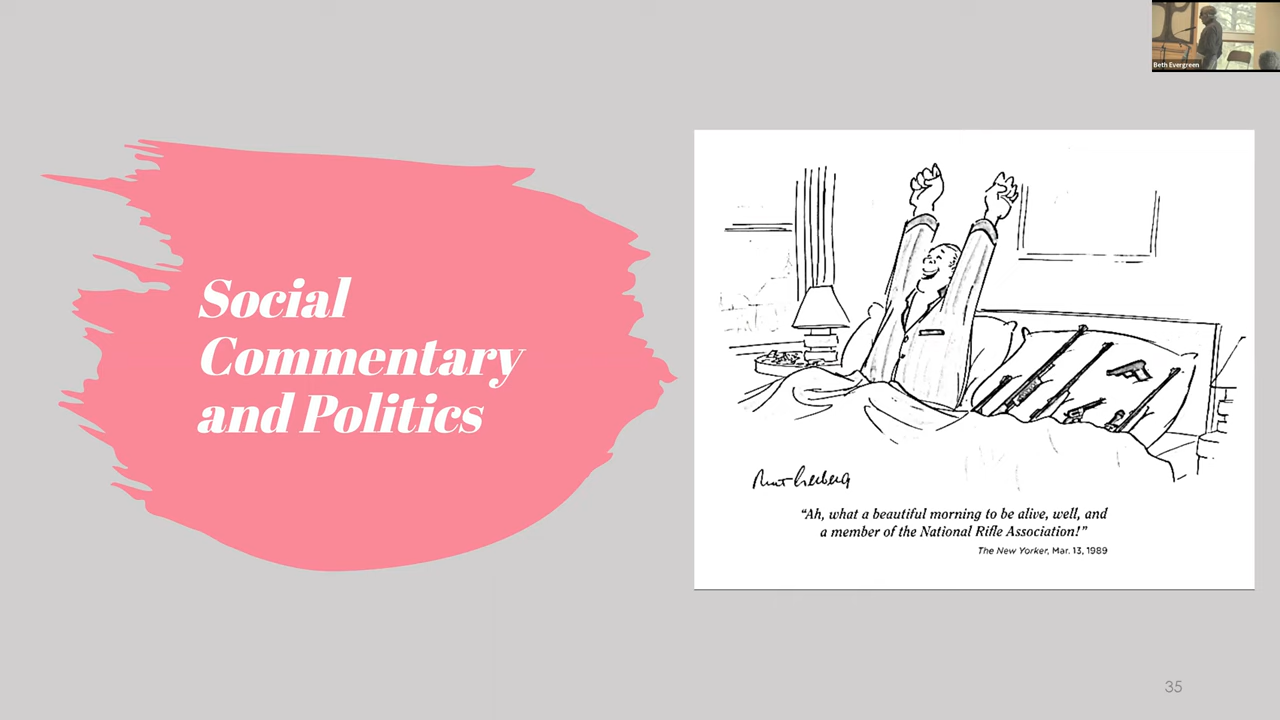 Beth Evergreen
Social
Commentary
and Politics
“Ah, what a beautiful morning to be alive, well, and
a member of the National Rifle Association!”
The New Yorker, Mar. 13, 1989
35